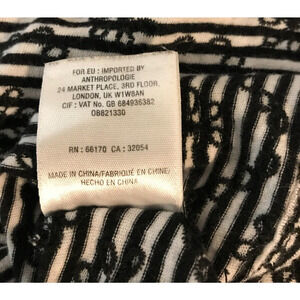 FOR EU : IMPORTED BY
ANTHROPOLOGIE
24 MARKET PLACE, 3RD FLOOR,
LONDON, UK W1W8AN
CIF : VAT No. GB 684936382
OB821330
RN : 66170 CA : 32054
MADE IN CHINA/FABRIQUÉ EN CHINE/
HECHO EN CHINA